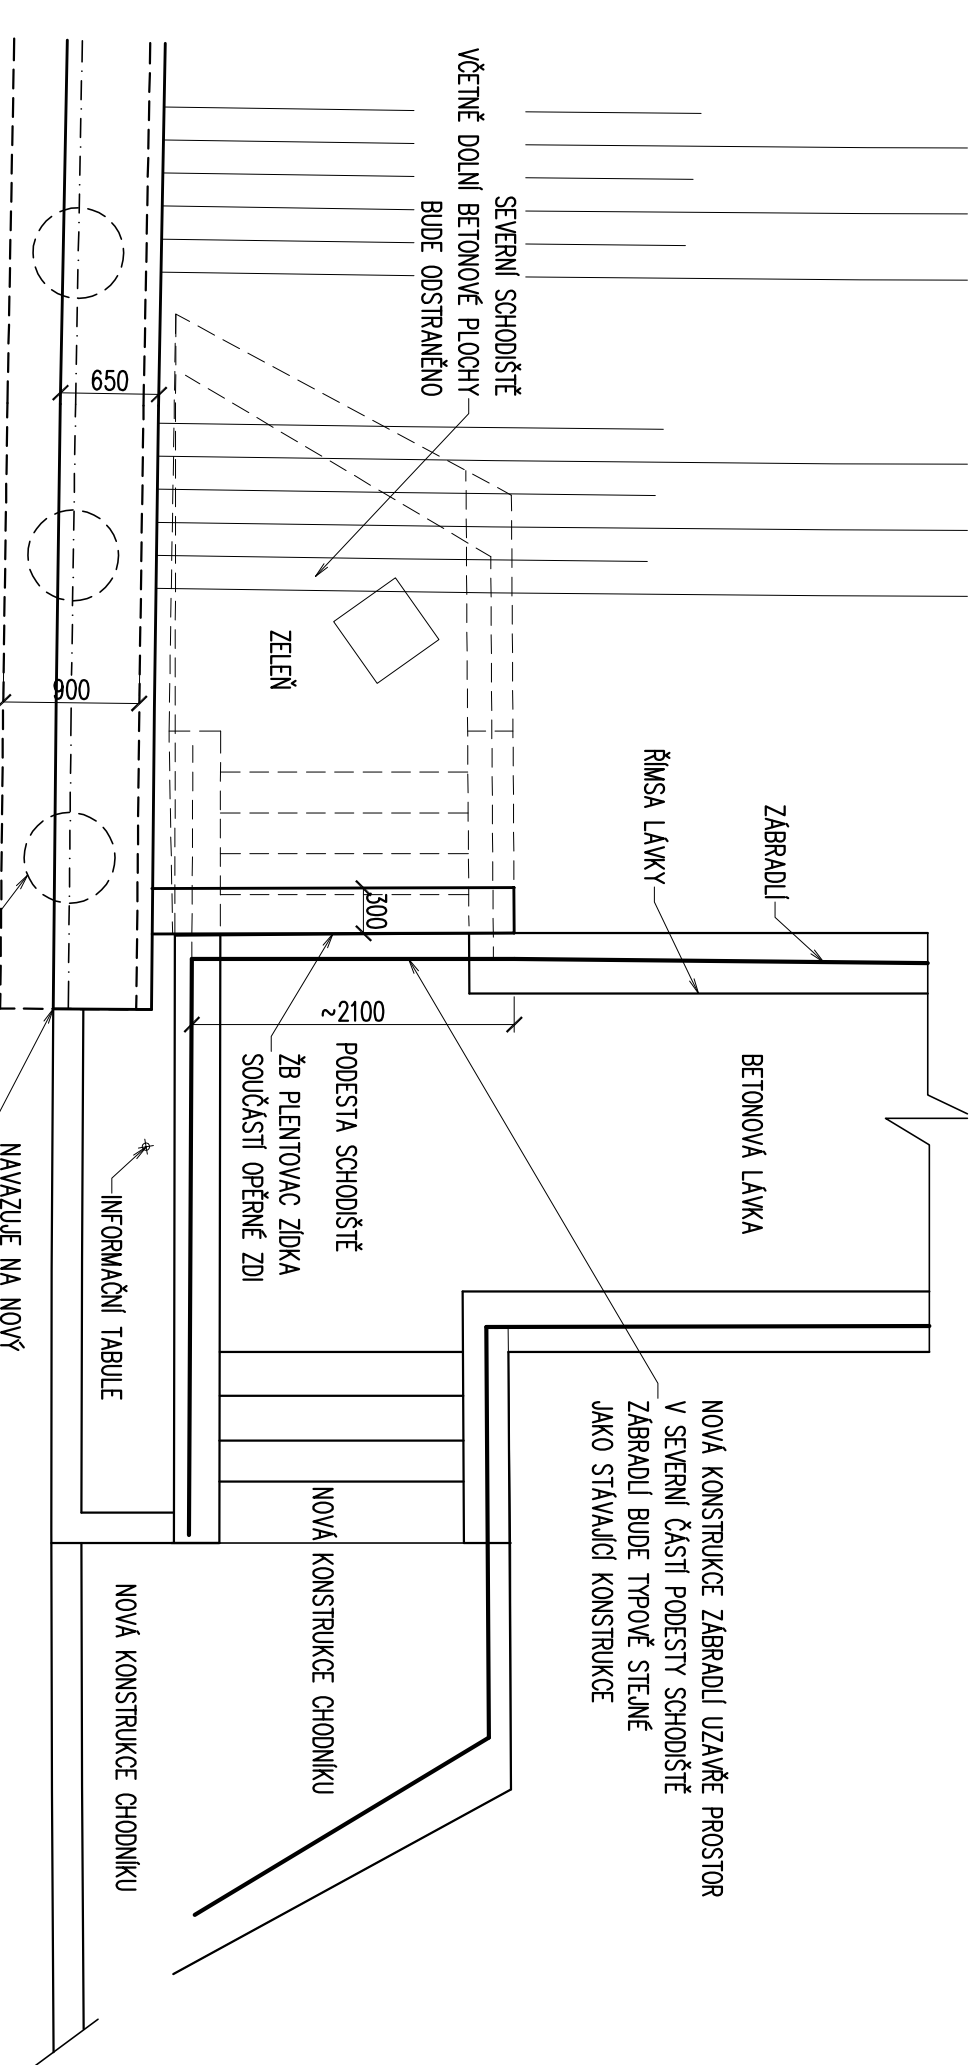 SEVERNÍ SCHODIŠTĚ
VČETNĚ DOLNÍ BETONOVÉ PLOCHY
BUDE ODSTRANĚNO
650
900
ZELEŇ
ŘÍMSA LÁVKY
ZÁBRADLÍ
300
~2100
BETONOVÁ LÁVKA
PODESTA SCHODIŠTĚ
ŽB PLENTOVAC ZÍDKA
SOUČÁSTÍ OPĚRNÉ ZDI
INFORMAČNÍ TABULE
NAVAZUJE NA NOVÝ
NOVÁ KONSTRUKCE ZÁBRADLÍ UZAVŘE PROSTOR
V SEVERNÍ ČÁSTÍ PODESTY SCHODIŠTĚ
ZÁBRADLÍ BUDE TYPOVĚ STEJNÉ
JAKO STÁVAJÍCÍ KONSTRUKCE
NOVÁ KONSTRUKCE CHODNÍKU
NOVÁ KONSTRUKCE CHODNÍKU